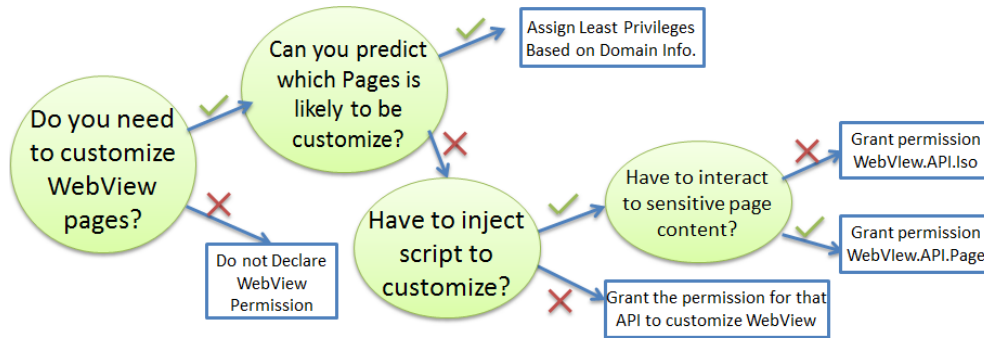 Do you need
to customize
WebView
pages?
Can you predict
which Pages is
likely to be
customize?
Assign Least Privileges
Based on Domain Info.
Do not Declare
WebView
Permission
Have to inject
script to
customize?
Have to interact
to sensitive page
content?
Grant the permission for that
API to customize WebView
Grant permission
WebVIew.API.Iso
Grant permission
WebVIew.API.Page